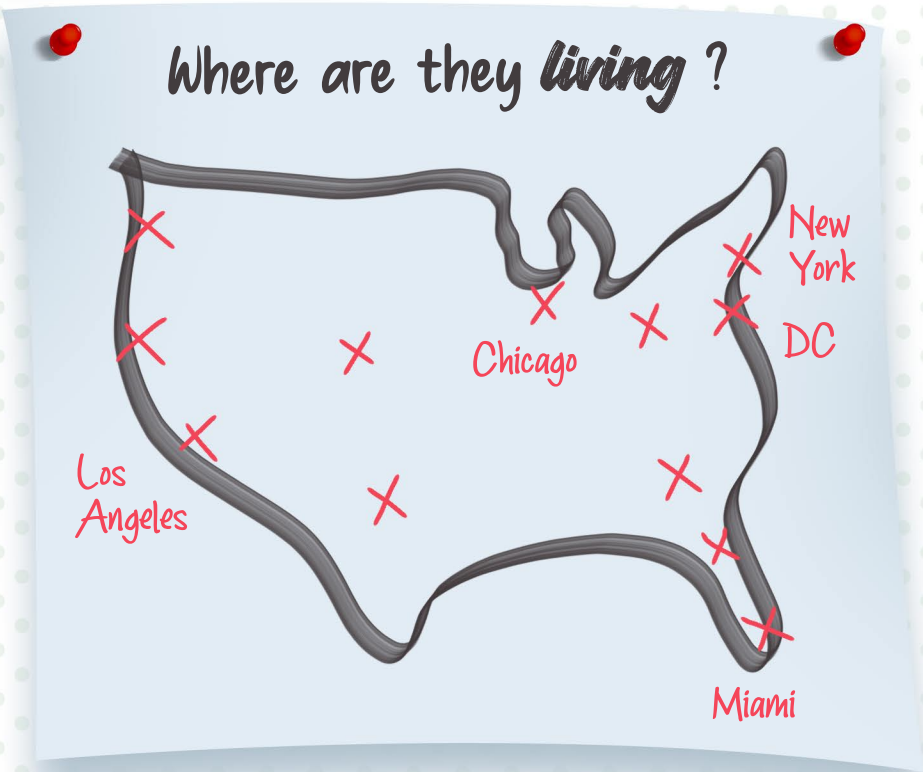 Where are they living ?
New
York
DC
Chicago
Los
Angeles
Miami